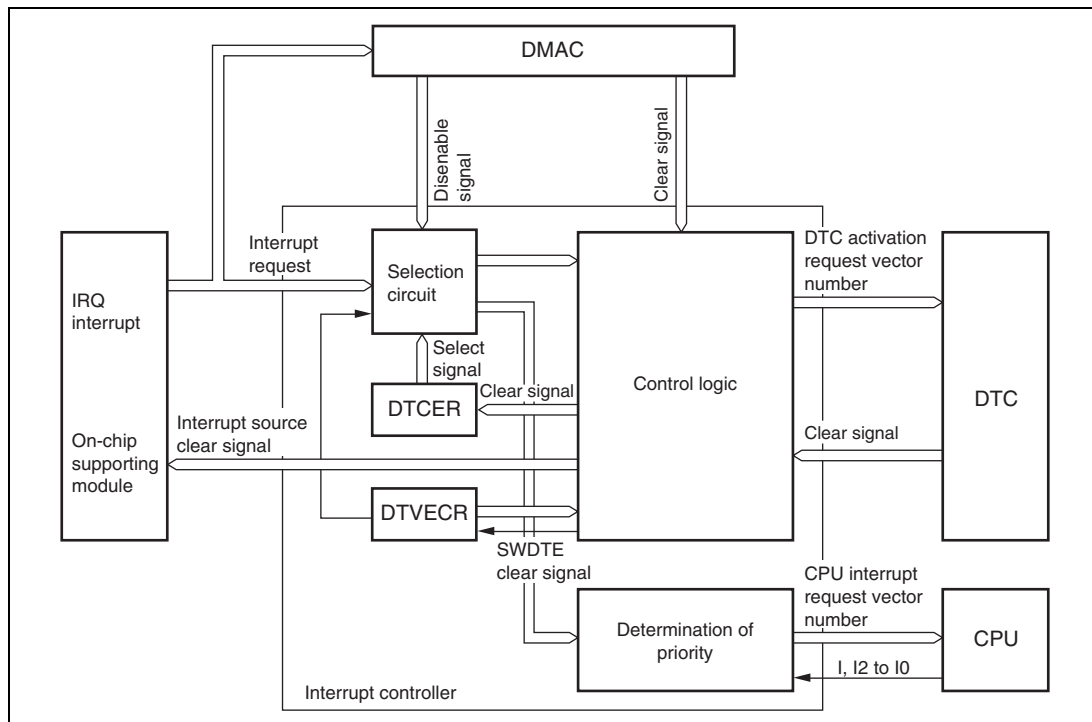 DMAC
Disenable
signal
Clear signal
Interrupt
request
Selection
circuit
DTC activation
request vector
number
IRQ
interrupt
Select
signal
Control logic
DTC
DTCER
Clear signal
Clear signal
Interrupt source
clear signal
On-chip
supporting
module
DTVECR
SWDTE
clear signal
CPU interrupt
request vector
number
Determination of
priority
CPU
I, I2 to I0
Interrupt controller